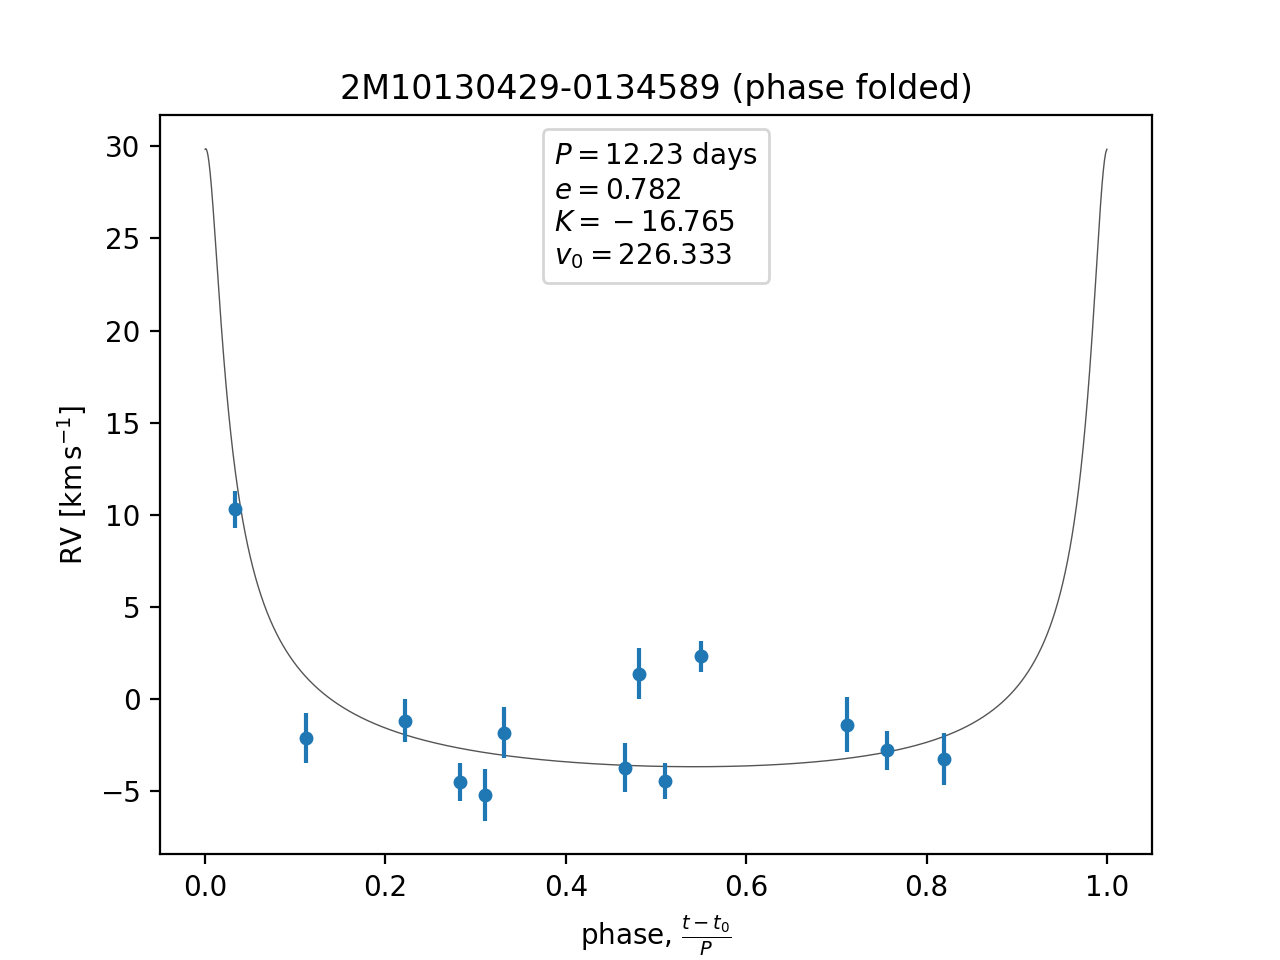 2M10130429-0134589 (phase folded)
P = 12.23 days
e = 0.782
K = −16.765
v₀ = 226.333
30
25
20
15
10
5
0
−5
RV [km s⁻¹]
0.0 0.2 0.4 0.6 0.8 1.0
phase, (t − t₀)/P